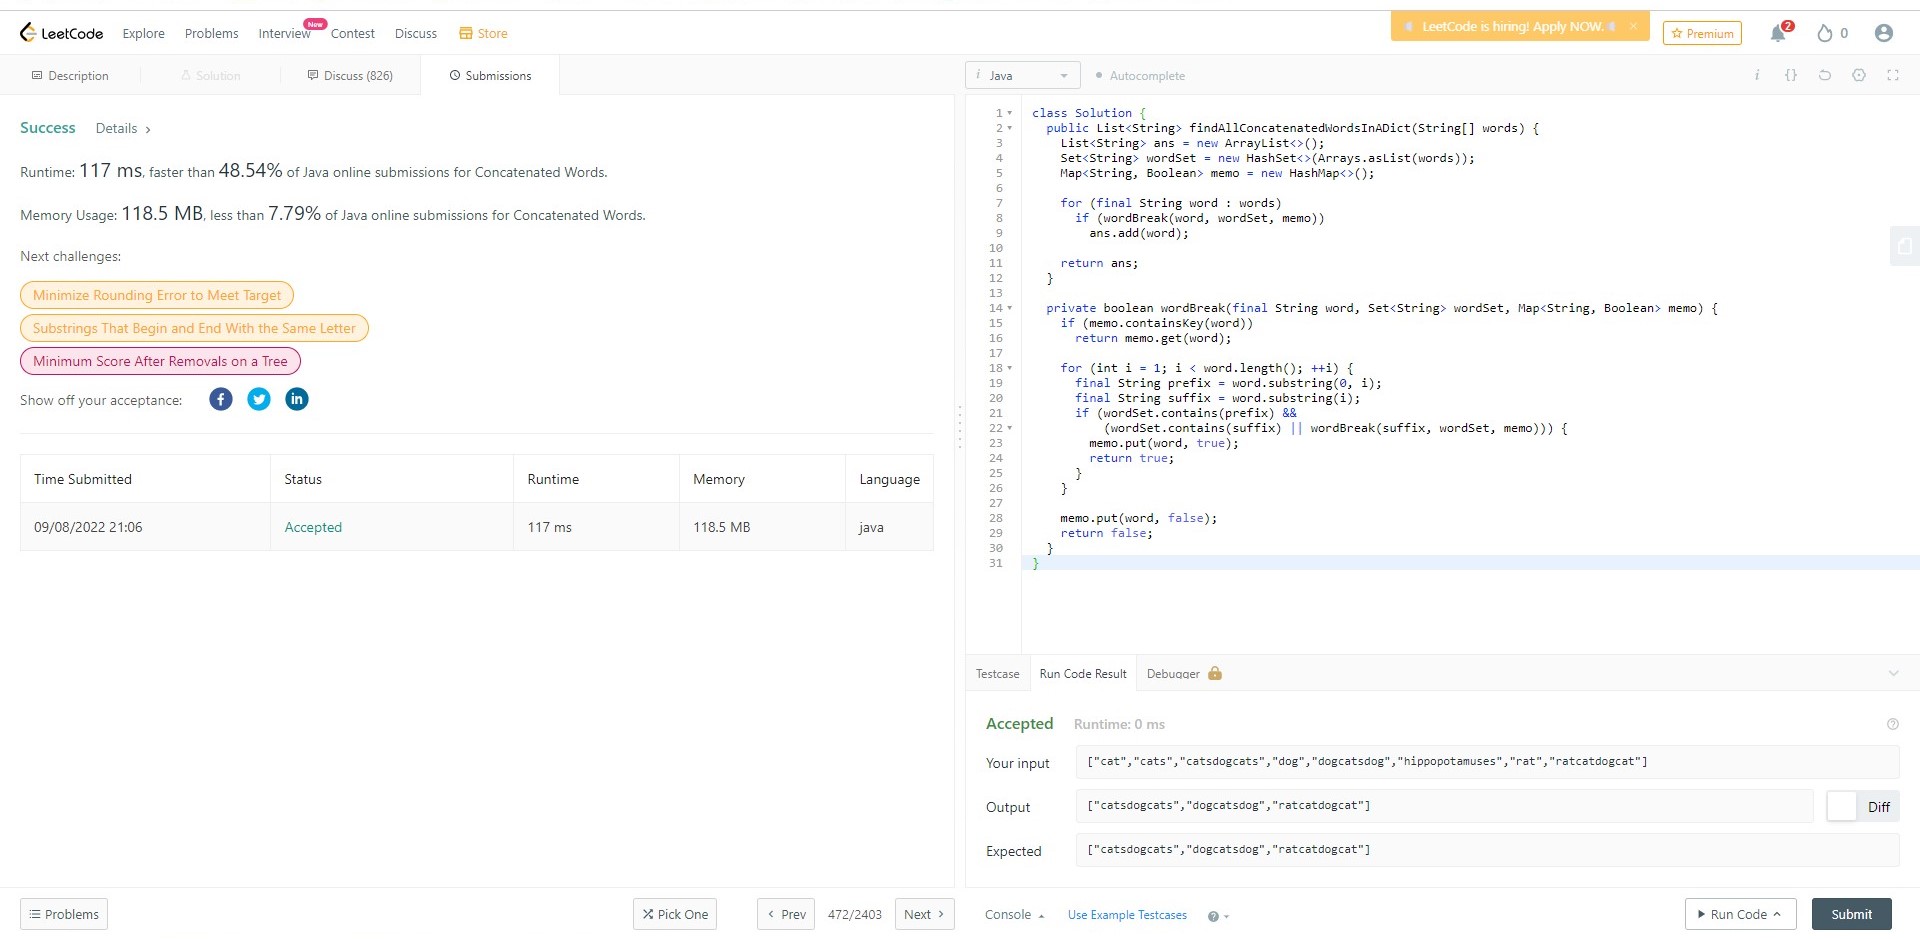 LeetCode Explore Problems Interview New Contest Discuss Store LeetCode is hiring! Apply NOW. × Premium 2 0
Description Solution Discuss (826) Submissions
i Java Autocomplete i {}
Success Details >
Runtime: 117 ms, faster than 48.54% of Java online submissions for Concatenated Words.
Memory Usage: 118.5 MB, less than 7.79% of Java online submissions for Concatenated Words.
Next challenges:
Minimize Rounding Error to Meet Target
Substrings That Begin and End With the Same Letter
Minimum Score After Removals on a Tree
Show off your acceptance: f in
Time Submitted Status Runtime Memory Language
09/08/2022 21:06 Accepted 117 ms 118.5 MB java
1 class Solution {
2 public List<String> findAllConcatenatedWordsInADict(String[] words) {
3 List<String> ans = new ArrayList<>();
4 Set<String> wordSet = new HashSet<>(Arrays.asList(words));
5 Map<String, Boolean> memo = new HashMap<>();
6
7 for (final String word : words)
8 if (wordBreak(word, wordSet, memo))
9 ans.add(word);
10
11 return ans;
12 }
13
14 private boolean wordBreak(final String word, Set<String> wordSet, Map<String, Boolean> memo) {
15 if (memo.containsKey(word))
16 return memo.get(word);
17
18 for (int i = 1; i < word.length(); ++i) {
19 final String prefix = word.substring(0, i);
20 final String suffix = word.substring(i);
21 if (wordSet.contains(prefix) &&
22 (wordSet.contains(suffix) || wordBreak(suffix, wordSet, memo))) {
23 memo.put(word, true);
24 return true;
25 }
26 }
27
28 memo.put(word, false);
29 return false;
30 }
31 }
Testcase Run Code Result Debugger
Accepted Runtime: 0 ms ?
Your input ["cat","cats","catsdogcats","dog","dogcatsdog","hippopotamuses","rat","ratcatdogcat"]
Output ["catsdogcats","dogcatsdog","ratcatdogcat"] Diff
Expected ["catsdogcats","dogcatsdog","ratcatdogcat"]
Problems Pick One < Prev 472/2403 Next > Console Use Example Testcases ? Run Code Submit